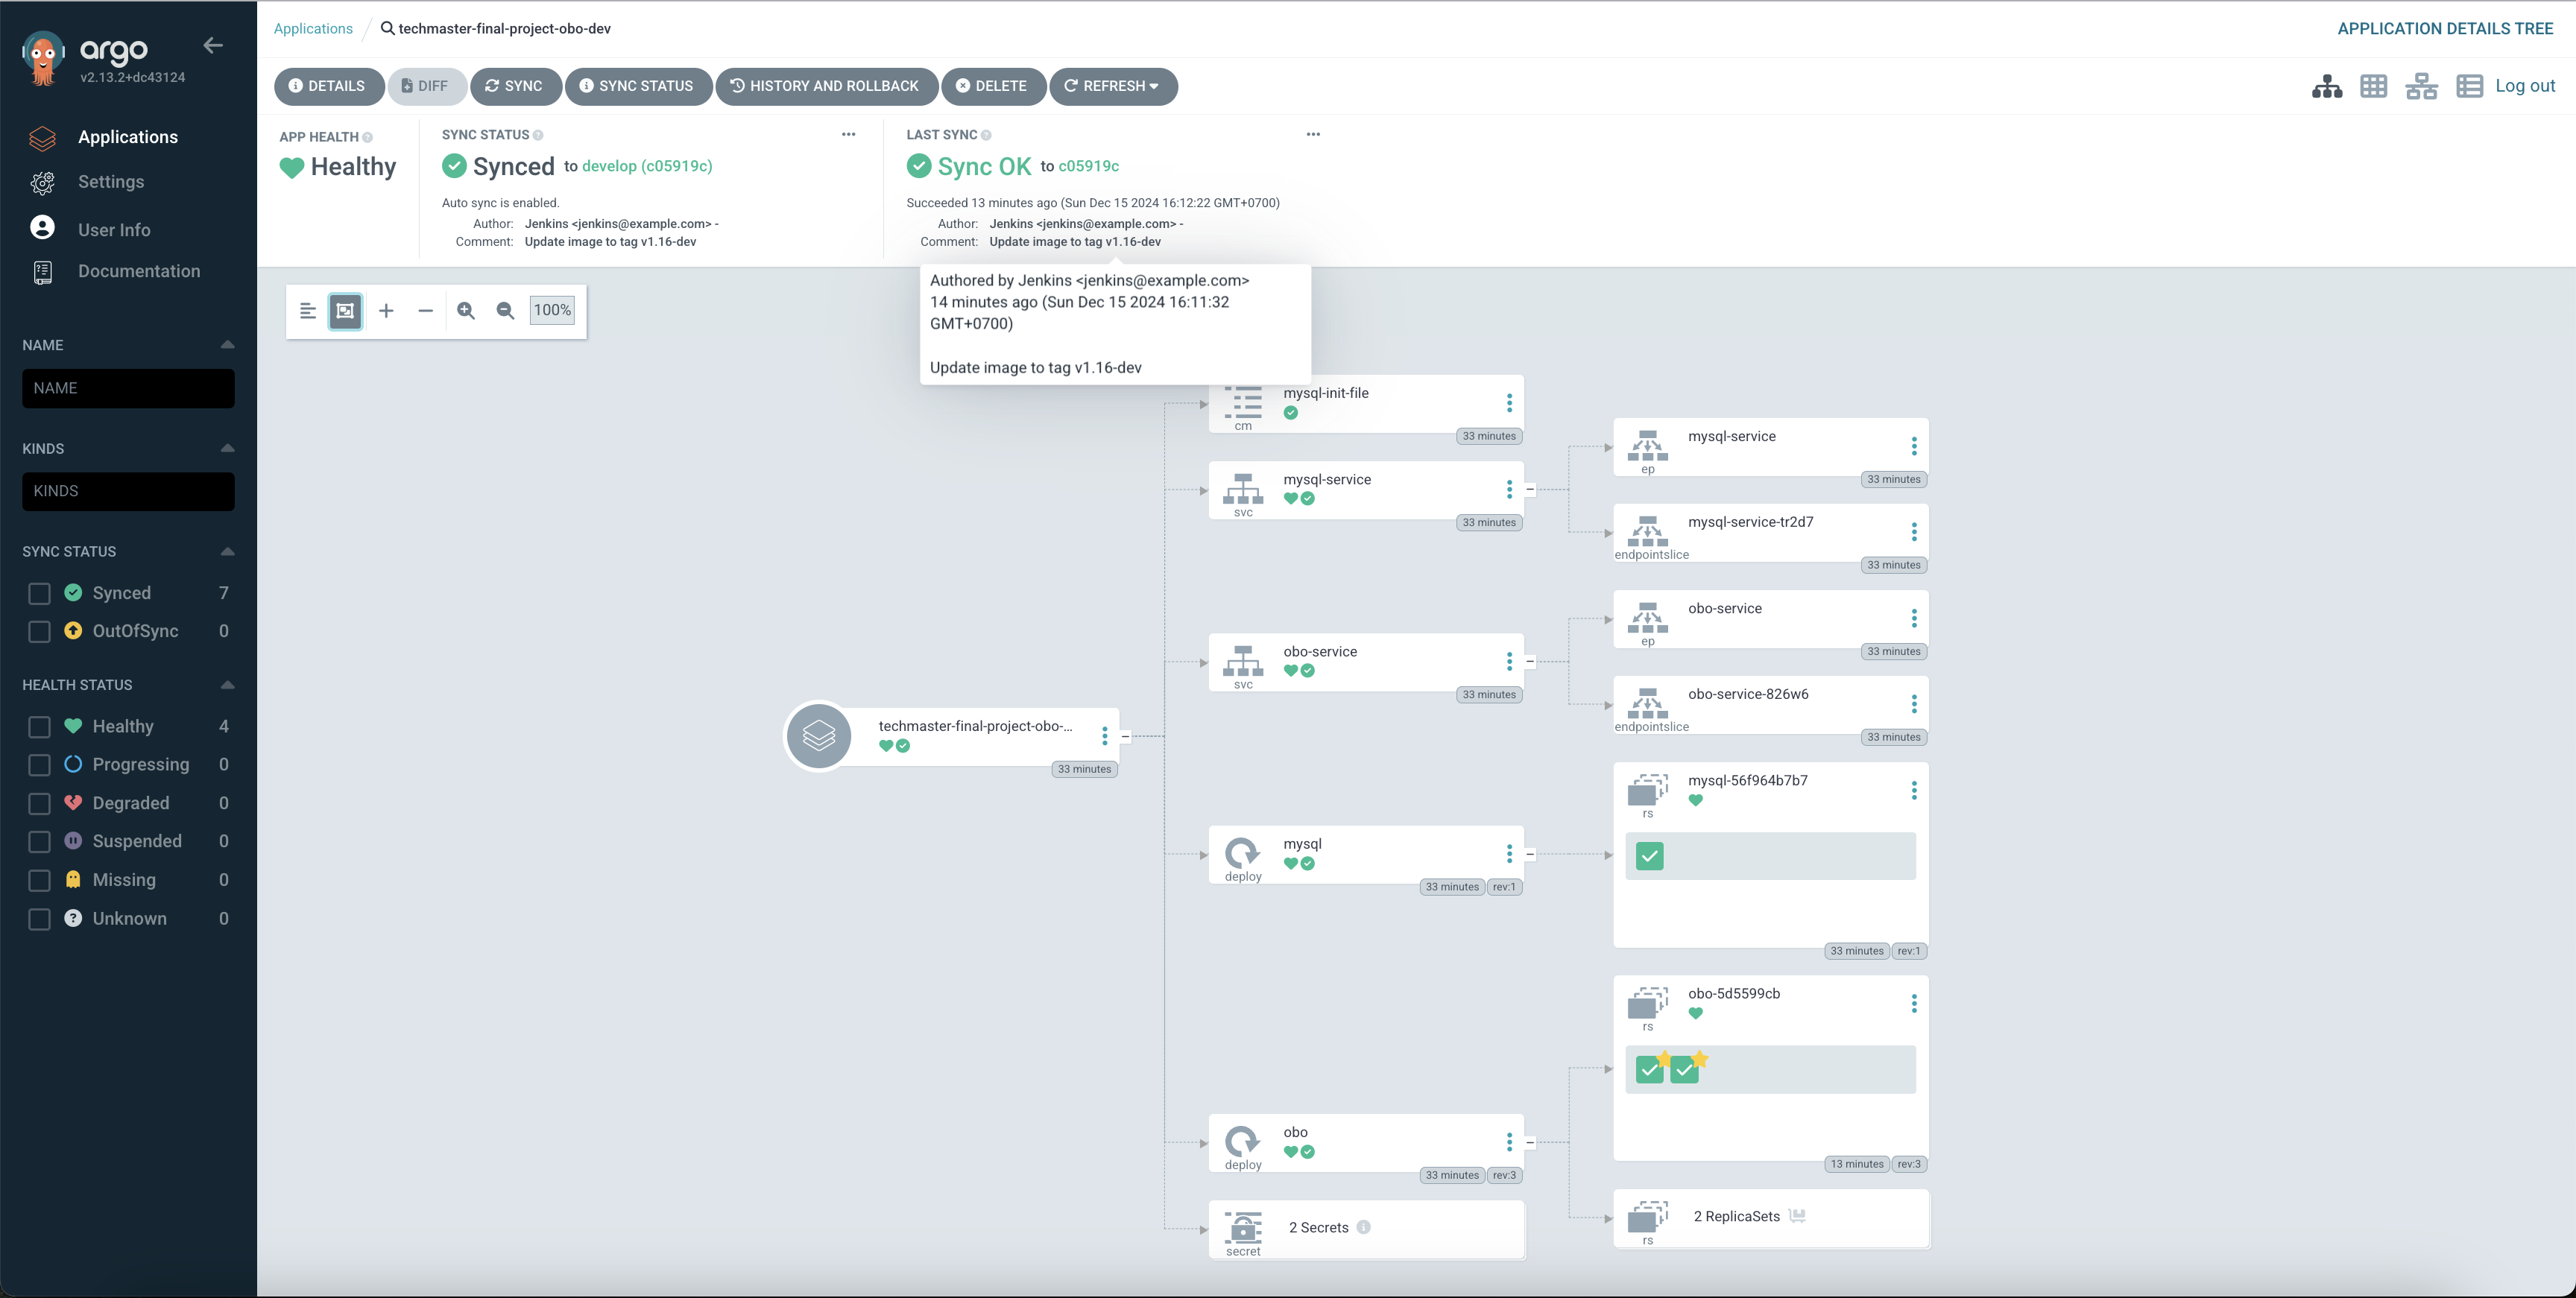 argo
v2.13.2+dc43124
Applications
Settings
User Info
Documentation
NAME
NAME
KINDS
KINDS
SYNC STATUS
Synced 7
OutOfSync 0
HEALTH STATUS
Healthy 4
Progressing 0
Degraded 0
Suspended 0
Missing 0
Unknown 0
Applications / techmaster-final-project-obo-dev
APPLICATION DETAILS TREE
DETAILS DIFF SYNC SYNC STATUS HISTORY AND ROLLBACK DELETE REFRESH
Log out
APP HEALTH
Healthy
SYNC STATUS
Synced to develop (c05919c)
Auto sync is enabled.
Author: Jenkins <jenkins@example.com> -
Comment: Update image to tag v1.16-dev
LAST SYNC
Sync OK to c05919c
Succeeded 13 minutes ago (Sun Dec 15 2024 16:12:22 GMT+0700)
Author: Jenkins <jenkins@example.com> -
Comment: Update image to tag v1.16-dev
Authored by Jenkins <jenkins@example.com>
14 minutes ago (Sun Dec 15 2024 16:11:32
GMT+0700)
Update image to tag v1.16-dev
100%
techmaster-final-project-obo-...
33 minutes
mysql-init-file
cm
33 minutes
mysql-service
svc
33 minutes
obo-service
svc
33 minutes
mysql
deploy
33 minutes rev:1
obo
deploy
33 minutes rev:3
2 Secrets
secret
mysql-service
ep
33 minutes
mysql-service-tr2d7
endpointslice
33 minutes
obo-service
ep
33 minutes
obo-service-826w6
endpointslice
33 minutes
mysql-56f964b7b7
rs
33 minutes rev:1
obo-5d5599cb
rs
13 minutes rev:3
2 ReplicaSets
rs